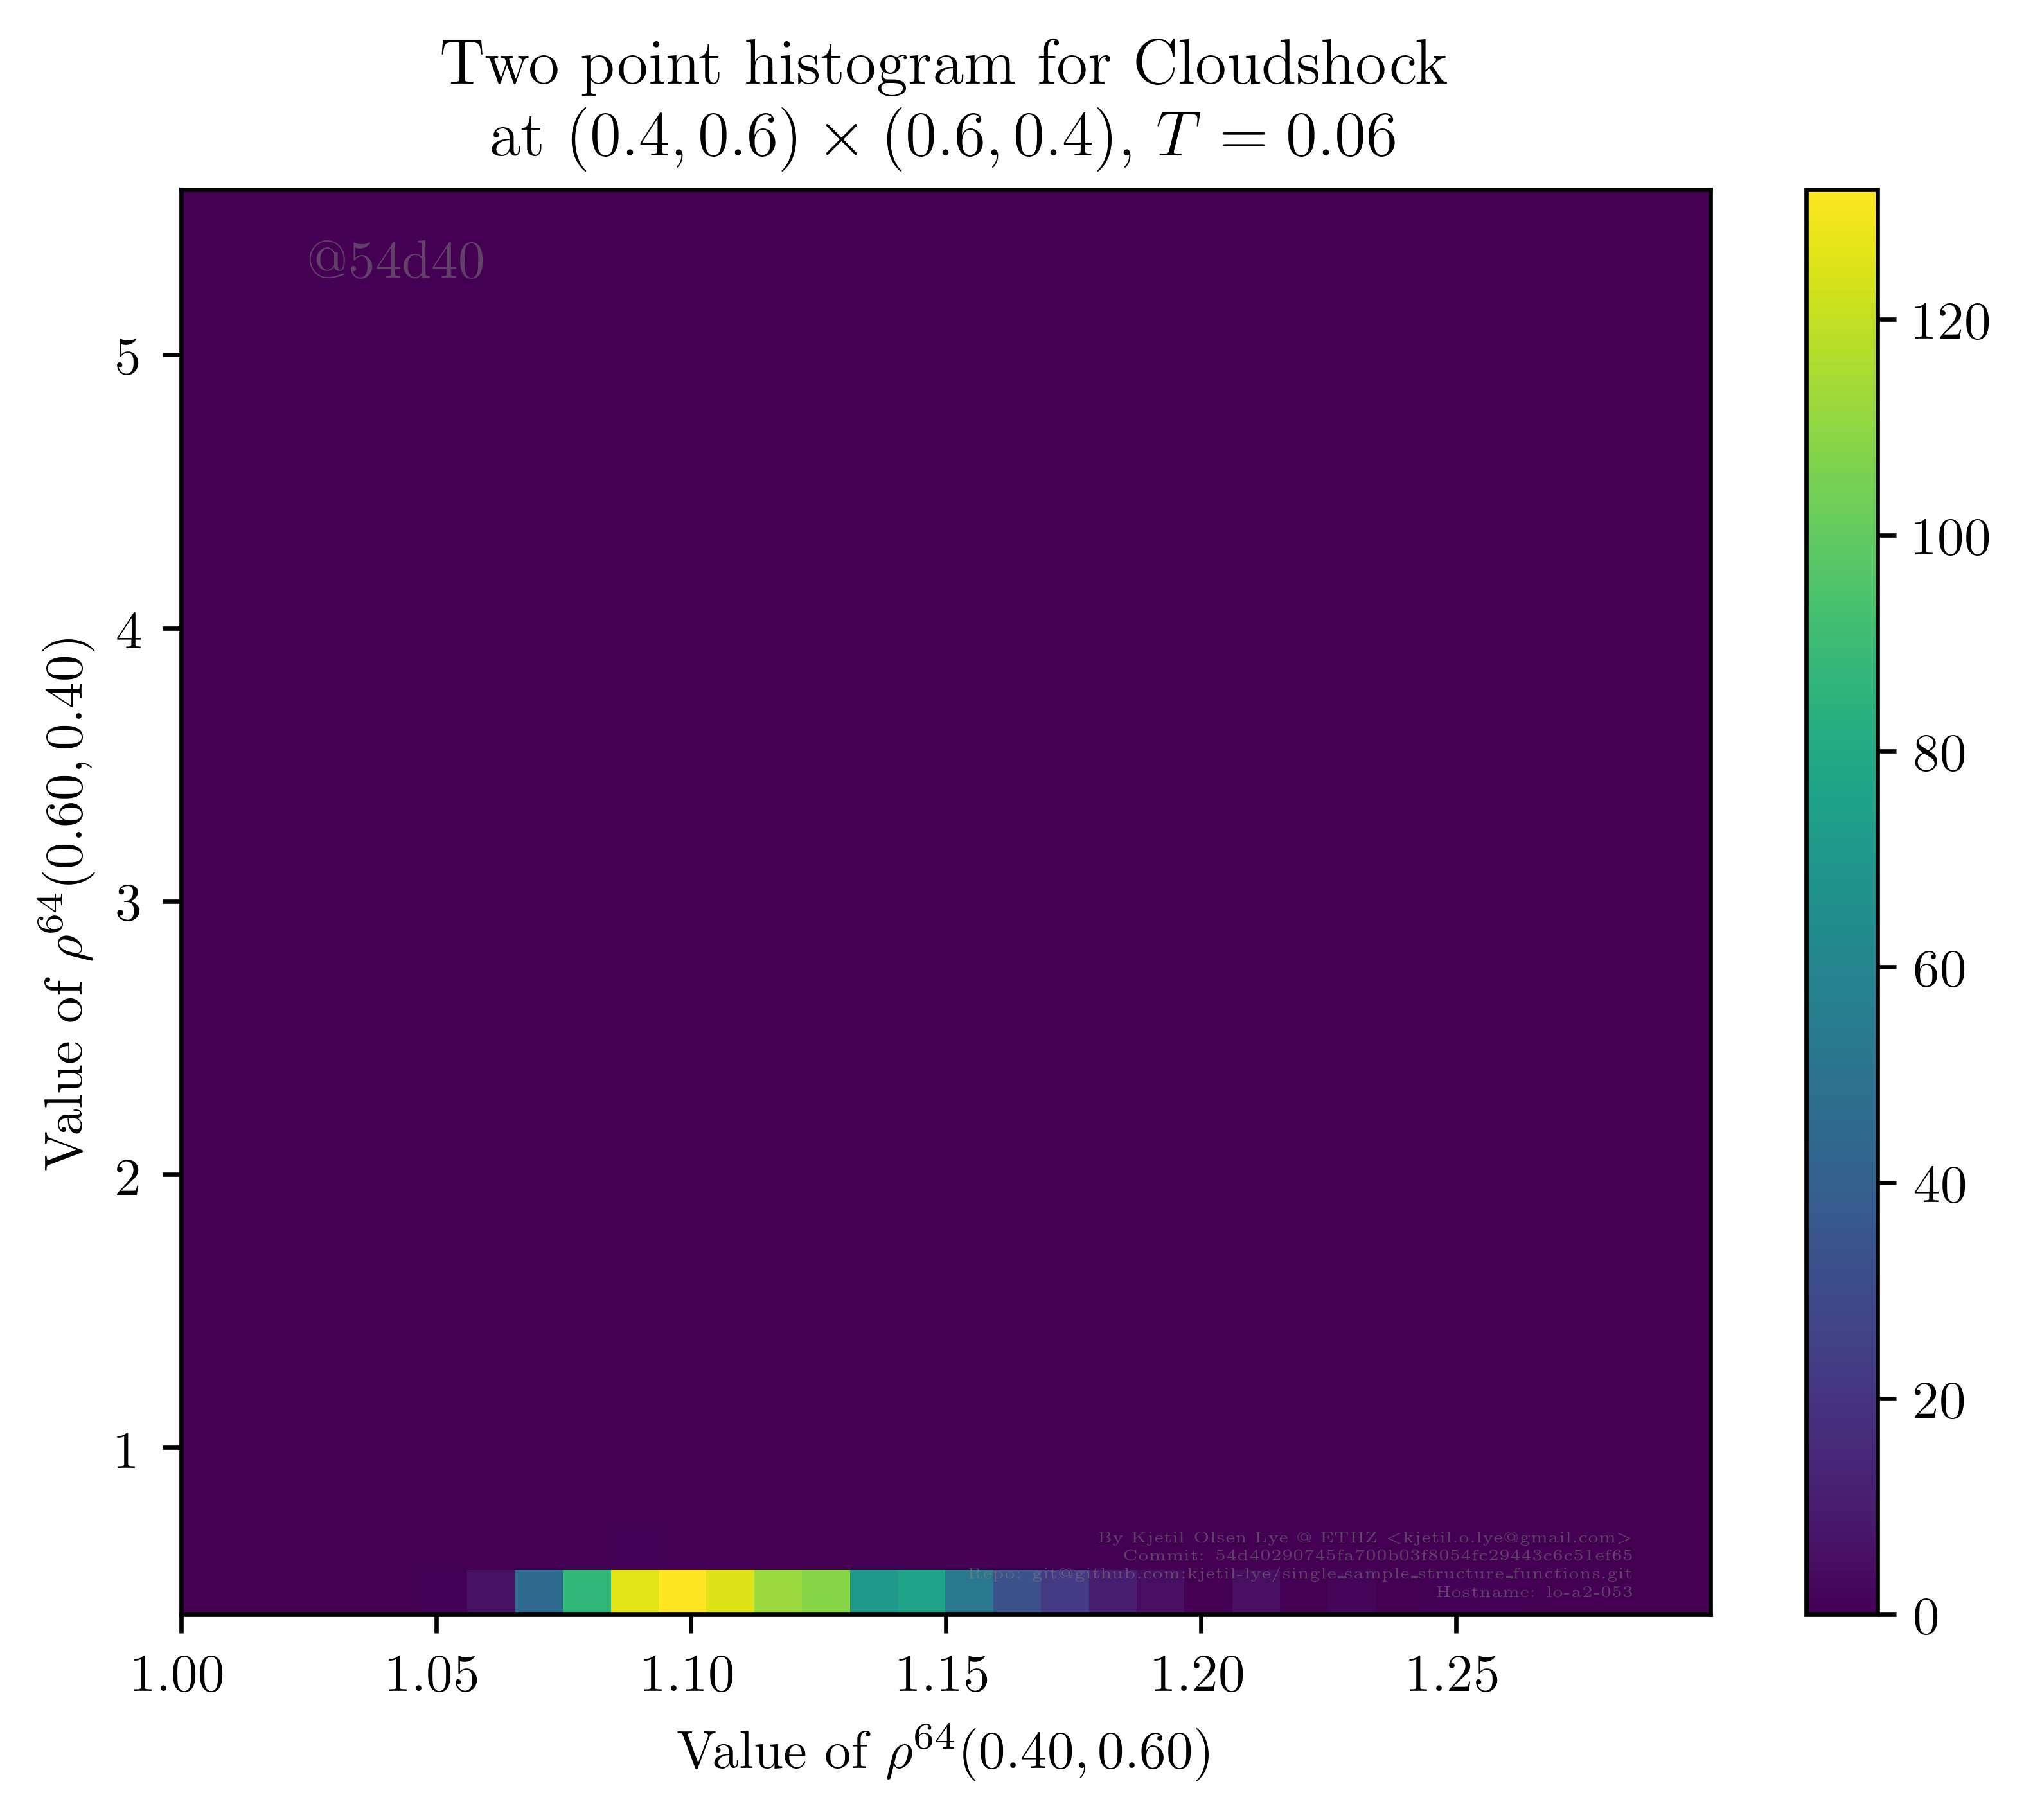 Two point histogram for Cloudshock
at (0.4, 0.6) × (0.6, 0.4), T = 0.06
@54d40
5
4
3
2
1
Value of ρ^64(0.60, 0.40)
By Kjetil Olsen Lye @ ETHZ <kjetil.o.lye@gmail.com>
Commit: 54d40290745fa700b03f8054fc29443c6c51ef65
Repo: git@github.com:kjetil-lye/single_sample_structure_functions.git
Hostname: lo-a2-053
1.00 1.05 1.10 1.15 1.20 1.25
Value of ρ^64(0.40, 0.60)
120
100
80
60
40
20
0